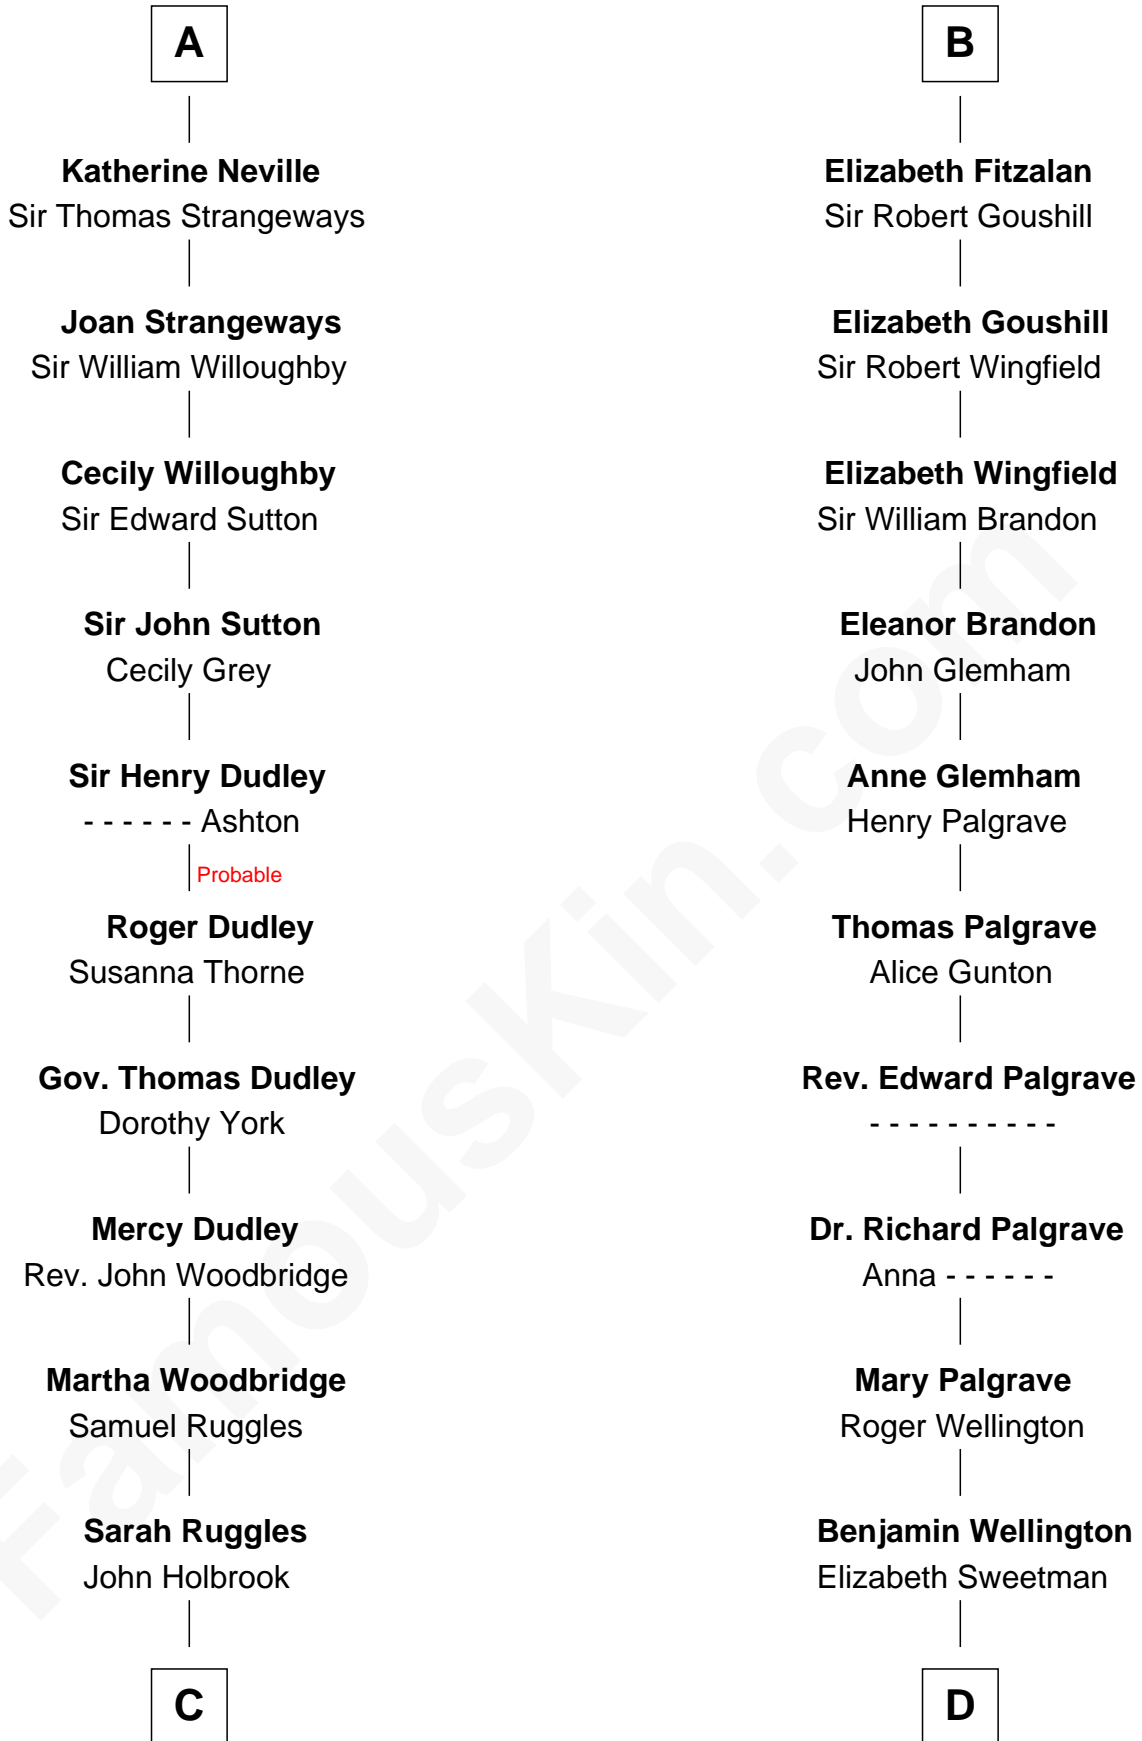 A
Katherine Neville
Sir Thomas Strangeways
Joan Strangeways
Sir William Willoughby
Cecily Willoughby
Sir Edward Sutton
Sir John Sutton
Cecily Grey
Sir Henry Dudley
- - - - - - Ashton
Probable
Roger Dudley
Susanna Thorne
Gov. Thomas Dudley
Dorothy York
Mercy Dudley
Rev. John Woodbridge
Martha Woodbridge
Samuel Ruggles
Sarah Ruggles
John Holbrook
C
B
Elizabeth Fitzalan
Sir Robert Goushill
Elizabeth Goushill
Sir Robert Wingfield
Elizabeth Wingfield
Sir William Brandon
Eleanor Brandon
John Glemham
Anne Glemham
Henry Palgrave
Thomas Palgrave
Alice Gunton
Rev. Edward Palgrave
- - - - - - - - - -
Dr. Richard Palgrave
Anna - - - - - -
Mary Palgrave
Roger Wellington
Benjamin Wellington
Elizabeth Sweetman
D
FamousKin.com